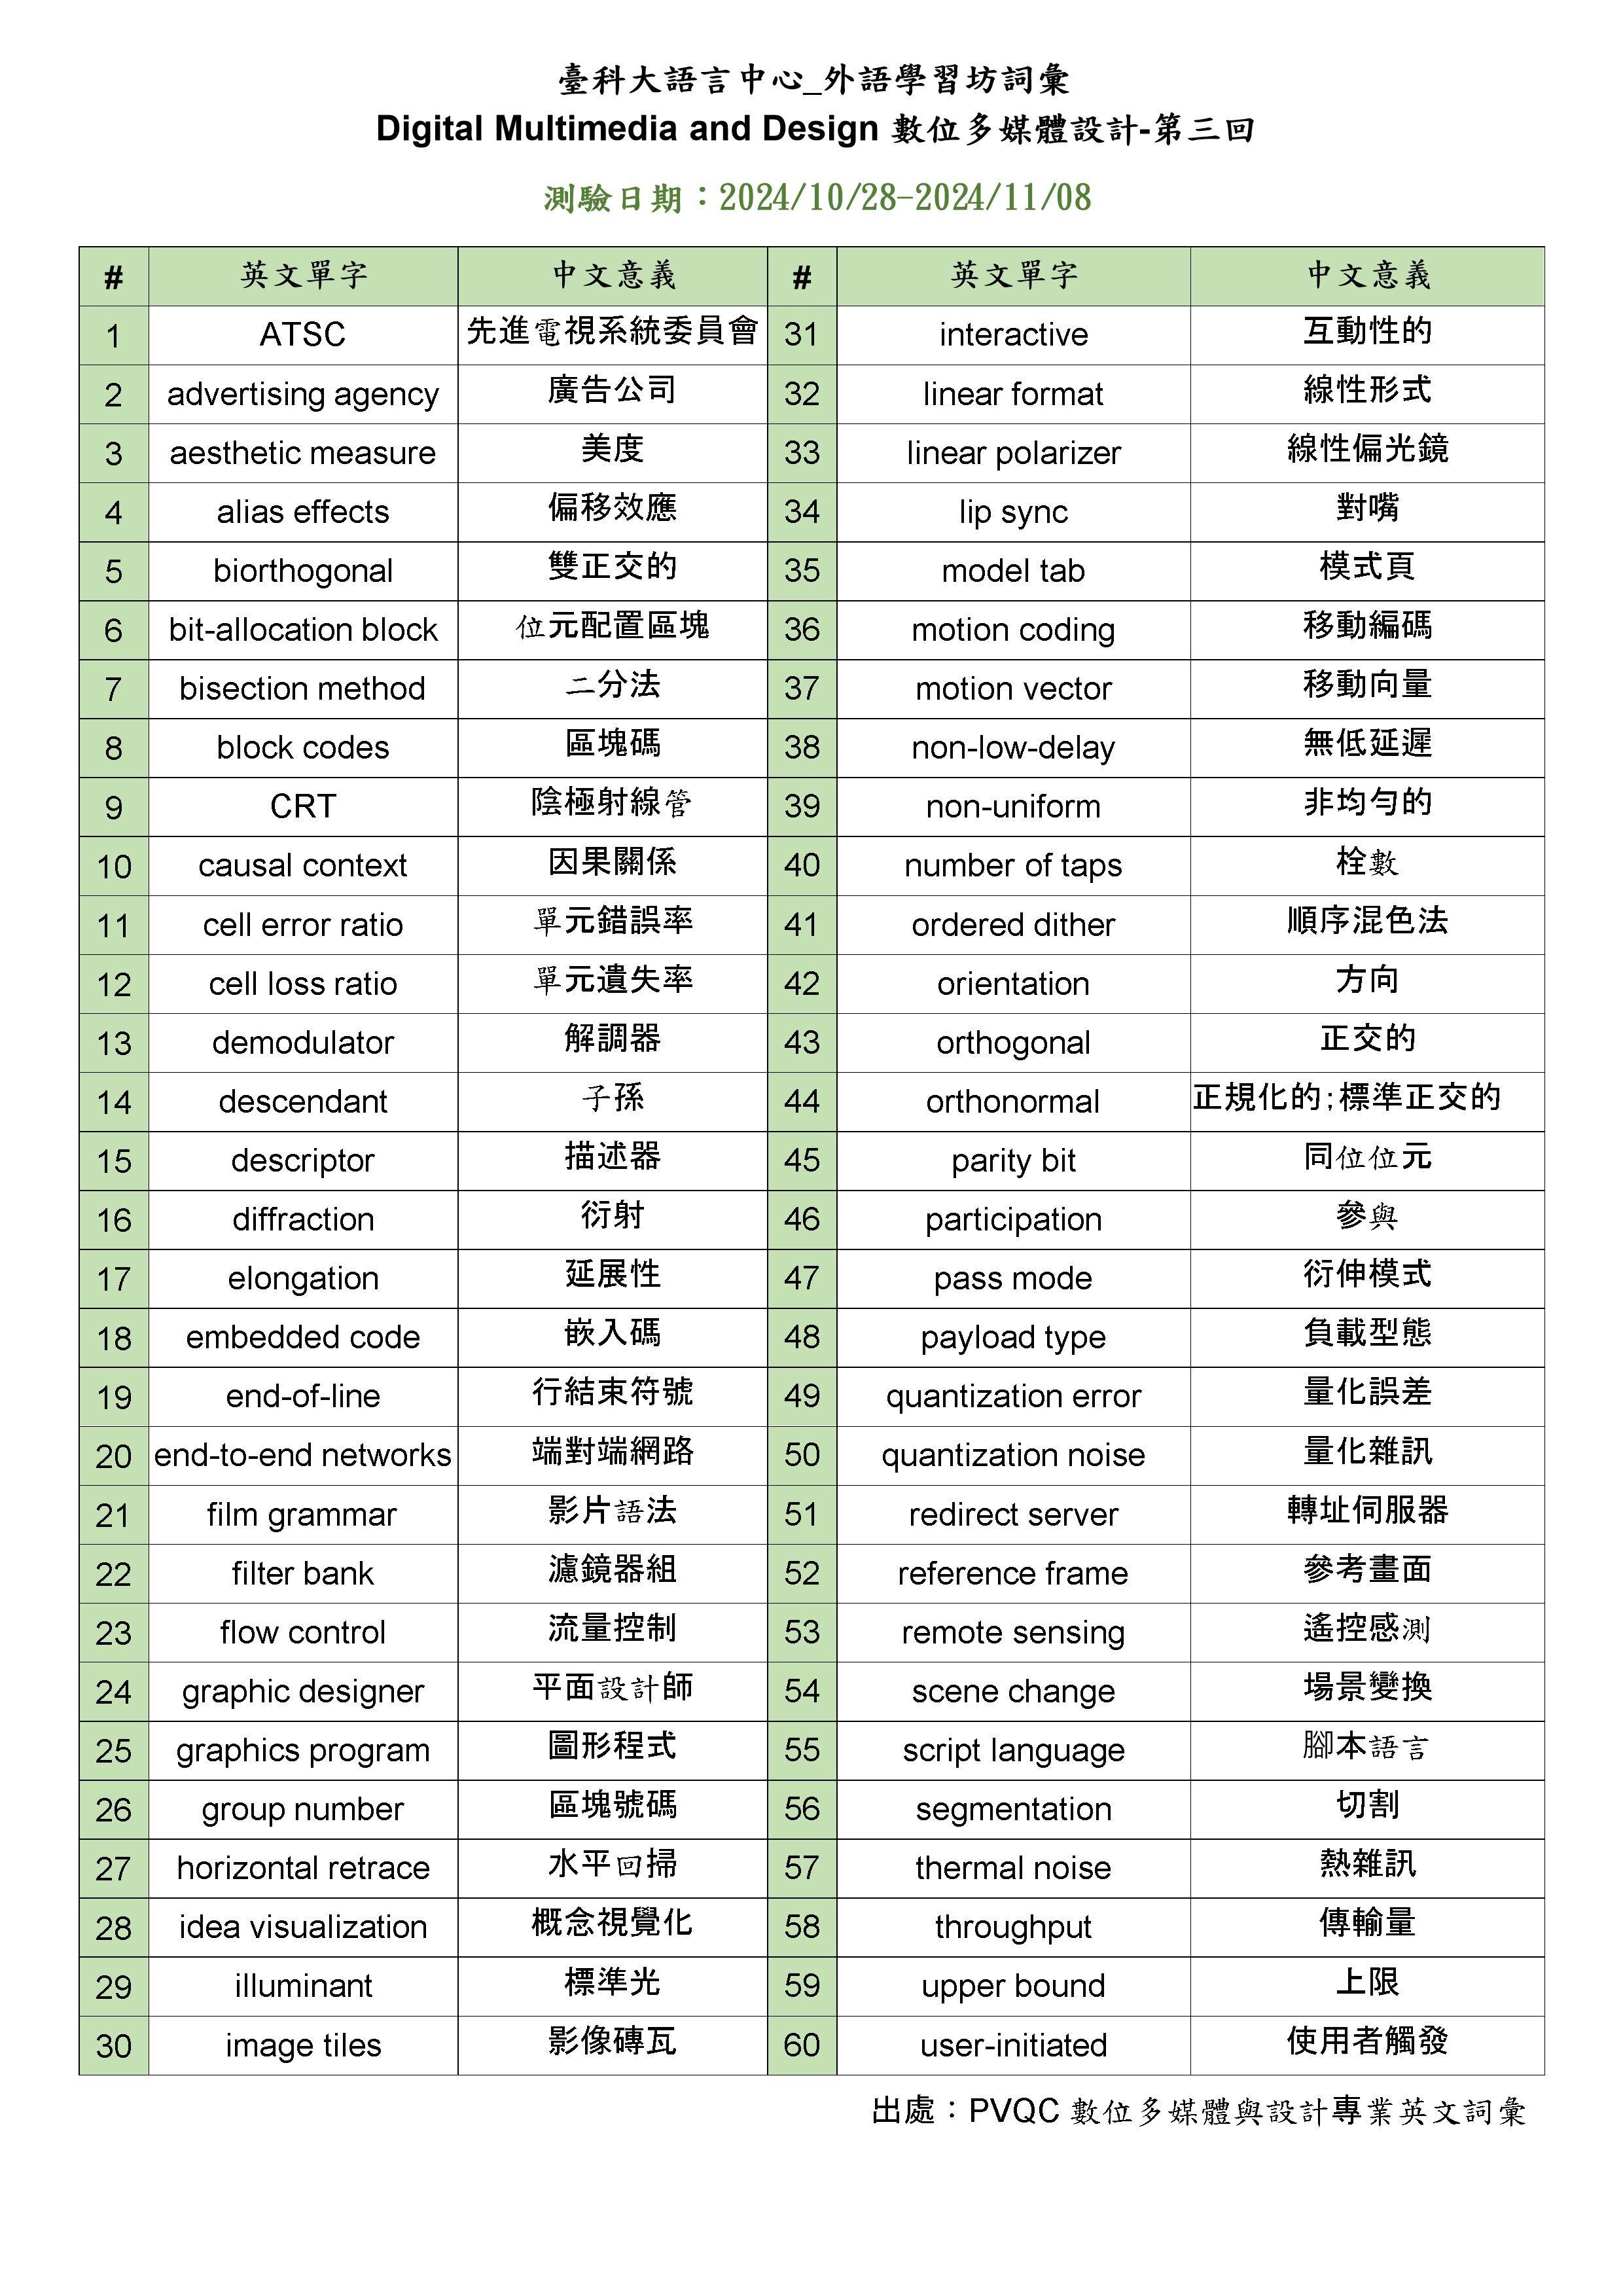 臺科大語言中心_外語學習坊詞彙
Digital Multimedia and Design 數位多媒體設計-第三回
測驗日期：2024/10/28-2024/11/08
# 英文單字 中文意義 # 英文單字 中文意義
1 ATSC 先進電視系統委員會 31 interactive 互動性的
2 advertising agency 廣告公司 32 linear format 線性形式
3 aesthetic measure 美度 33 linear polarizer 線性偏光鏡
4 alias effects 偏移效應 34 lip sync 對嘴
5 biorthogonal 雙正交的 35 model tab 模式頁
6 bit-allocation block 位元配置區塊 36 motion coding 移動編碼
7 bisection method 二分法 37 motion vector 移動向量
8 block codes 區塊碼 38 non-low-delay 無低延遲
9 CRT 陰極射線管 39 non-uniform 非均勻的
10 causal context 因果關係 40 number of taps 栓數
11 cell error ratio 單元錯誤率 41 ordered dither 順序混色法
12 cell loss ratio 單元遺失率 42 orientation 方向
13 demodulator 解調器 43 orthogonal 正交的
14 descendant 子孫 44 orthonormal 正規化的;標準正交的
15 descriptor 描述器 45 parity bit 同位位元
16 diffraction 衍射 46 participation 參與
17 elongation 延展性 47 pass mode 衍伸模式
18 embedded code 嵌入碼 48 payload type 負載型態
19 end-of-line 行結束符號 49 quantization error 量化誤差
20 end-to-end networks 端對端網路 50 quantization noise 量化雜訊
21 film grammar 影片語法 51 redirect server 轉址伺服器
22 filter bank 濾鏡器組 52 reference frame 參考畫面
23 flow control 流量控制 53 remote sensing 遙控感測
24 graphic designer 平面設計師 54 scene change 場景變換
25 graphics program 圖形程式 55 script language 腳本語言
26 group number 區塊號碼 56 segmentation 切割
27 horizontal retrace 水平回掃 57 thermal noise 熱雜訊
28 idea visualization 概念視覺化 58 throughput 傳輸量
29 illuminant 標準光 59 upper bound 上限
30 image tiles 影像磚瓦 60 user-initiated 使用者觸發
出處：PVQC 數位多媒體與設計專業英文詞彙